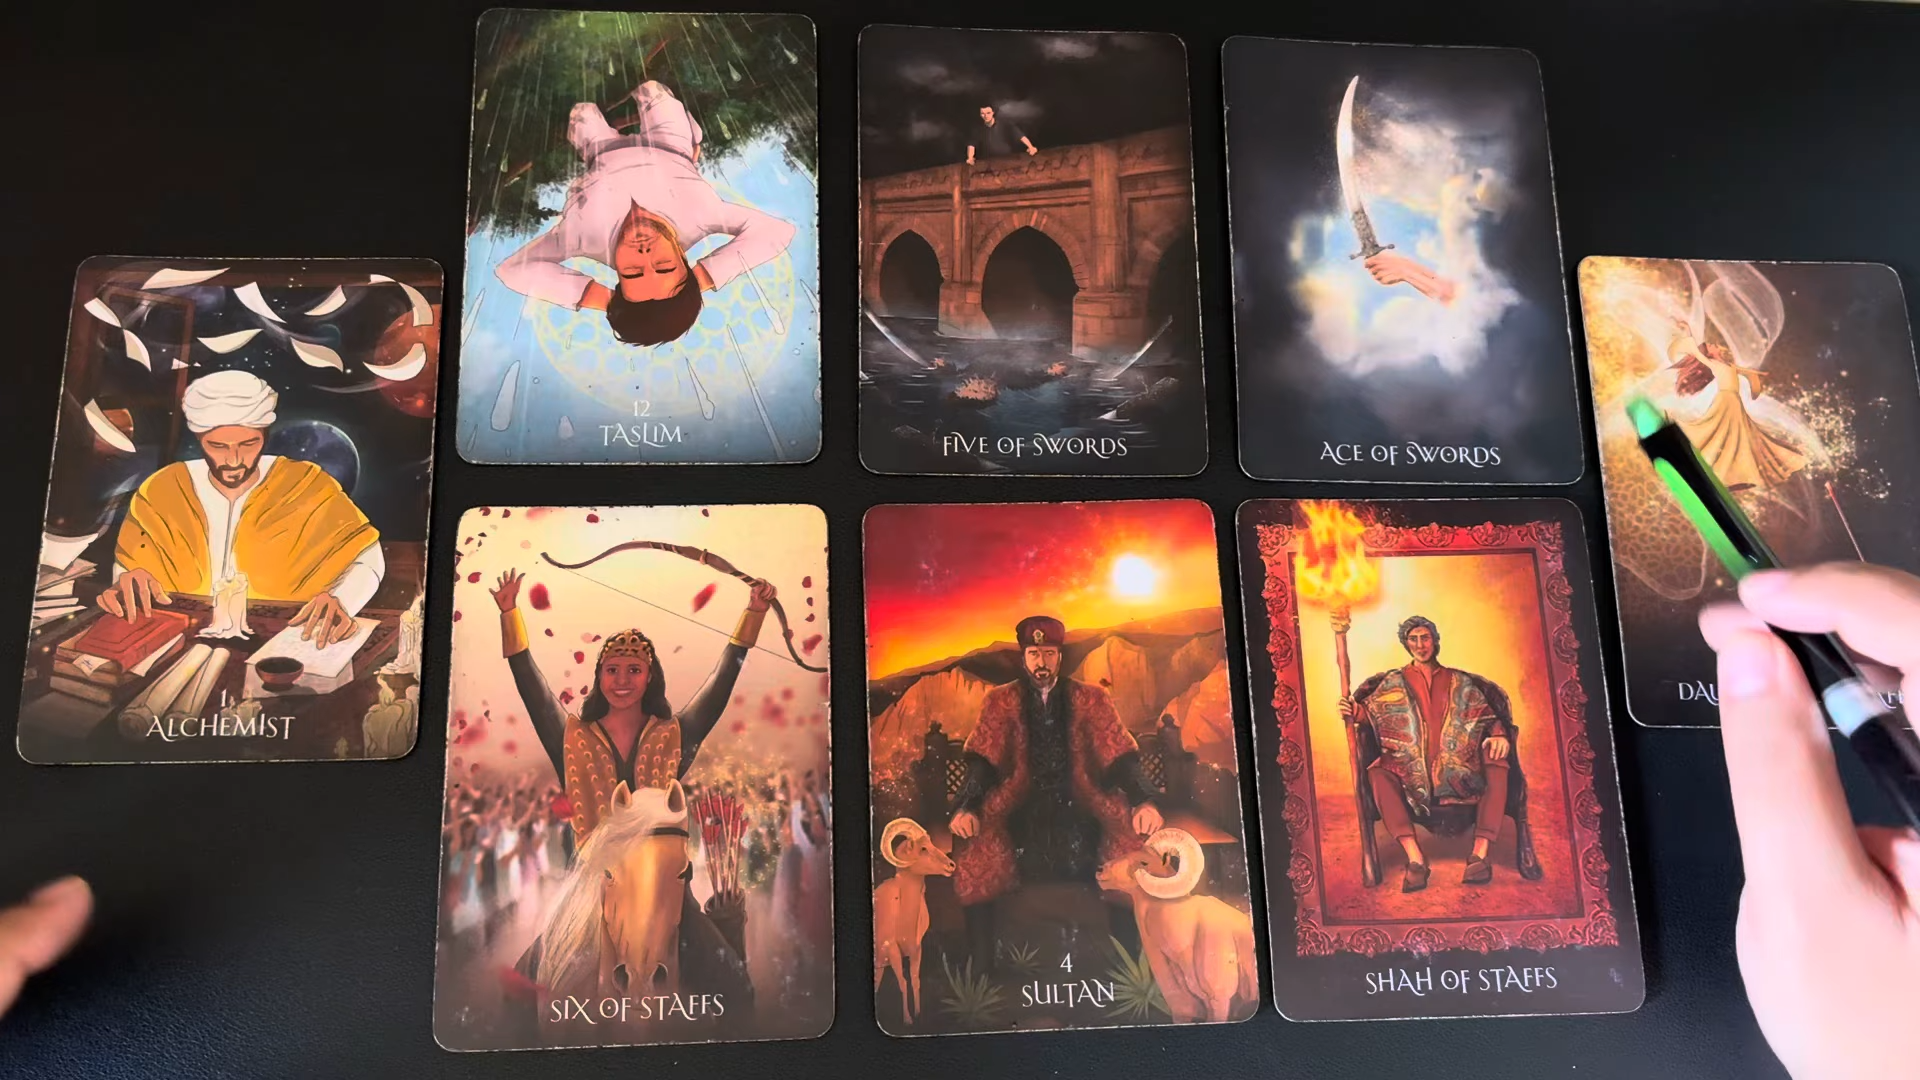 1
ALCHEMIST
12
TASLIM
FIVE OF SWORDS
ACE OF SWORDS
SIX OF STAFFS
4
SULTAN
SHAH OF STAFFS